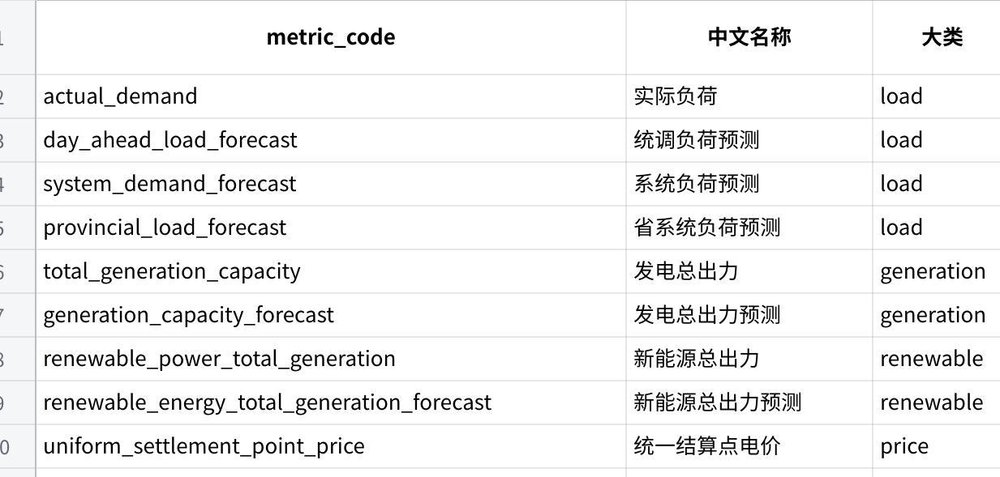 1 metric_code 中文名称 大类
2 actual_demand 实际负荷 load
3 day_ahead_load_forecast 统调负荷预测 load
4 system_demand_forecast 系统负荷预测 load
5 provincial_load_forecast 省系统负荷预测 load
6 total_generation_capacity 发电总出力 generation
7 generation_capacity_forecast 发电总出力预测 generation
8 renewable_power_total_generation 新能源总出力 renewable
9 renewable_energy_total_generation_forecast 新能源总出力预测 renewable
0 uniform_settlement_point_price 统一结算点电价 price